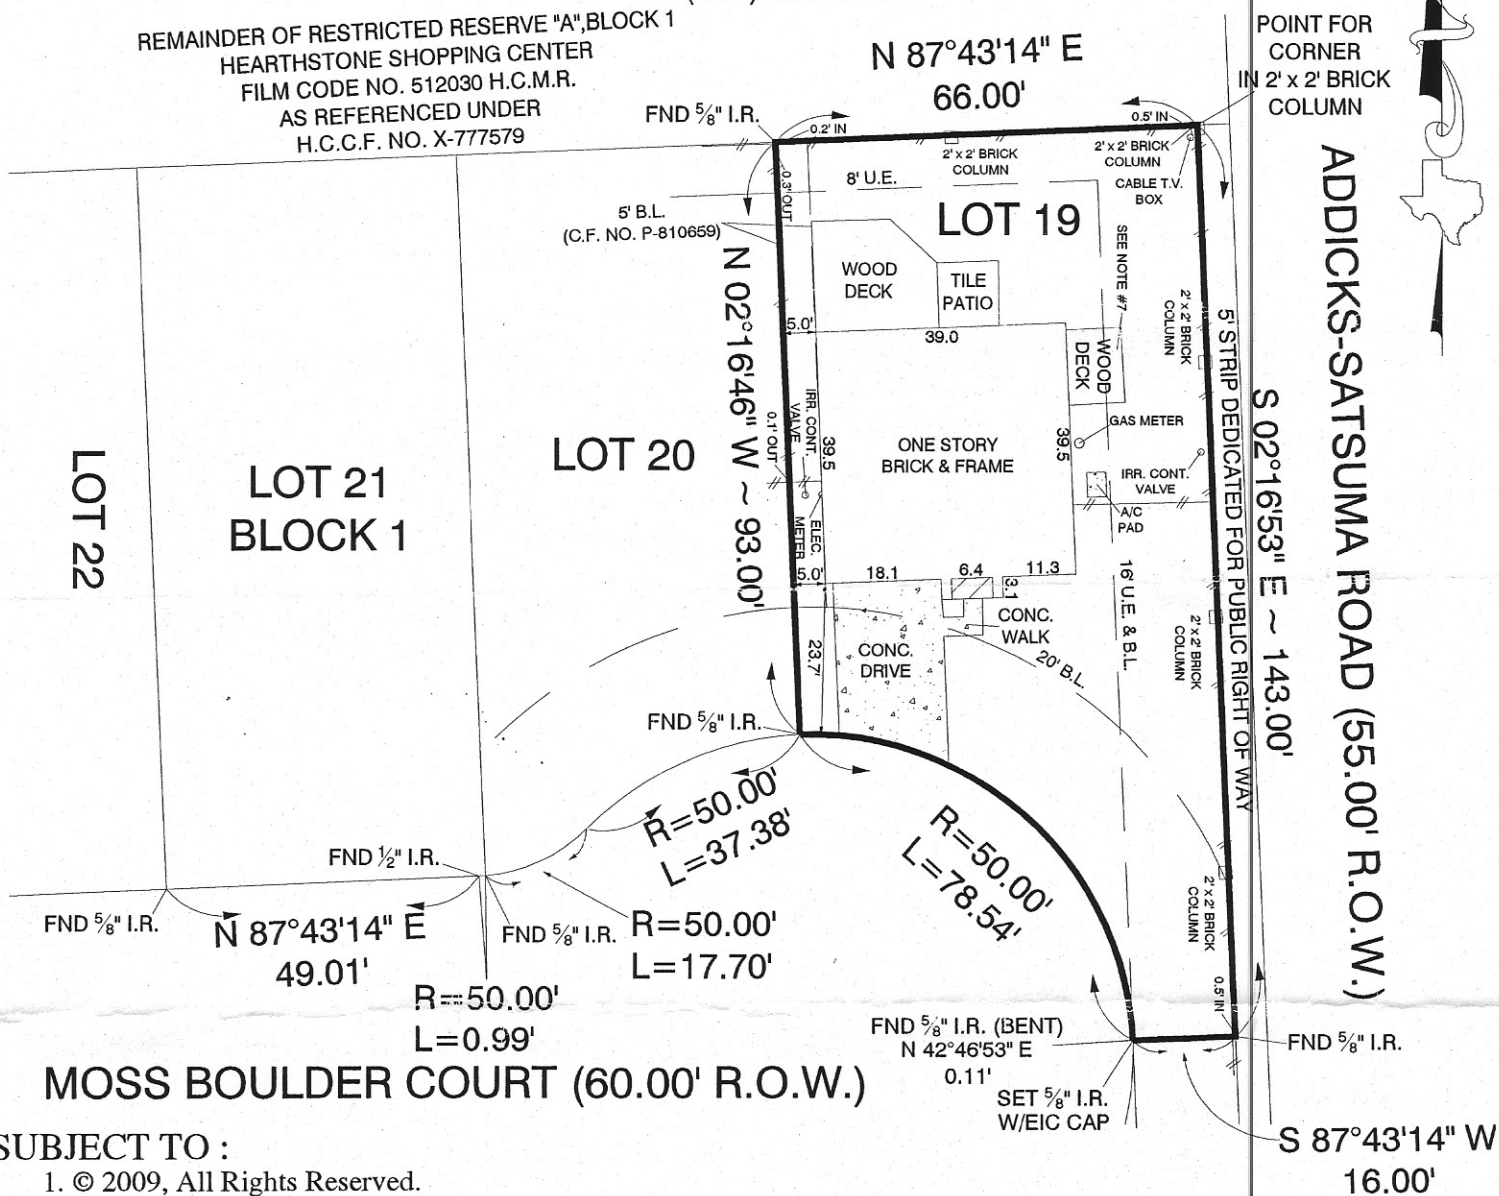 REMAINDER OF RESTRICTED RESERVE "A",BLOCK 1
HEARTHSTONE SHOPPING CENTER
FILM CODE NO. 512030 H.C.M.R.
AS REFERENCED UNDER
H.C.C.F. NO. X-777579
FND 5/8" I.R.
N 87°43'14" E
66.00'
POINT FOR
CORNER
IN 2' x 2' BRICK
COLUMN
0.2' IN
0.5' IN
2' x 2' BRICK
COLUMN
2' x 2' BRICK
COLUMN
CABLE T.V.
BOX
8' U.E.
0.3' OUT
5' B.L.
(C.F. NO. P-810659)
LOT 19
SEE NOTE #7
WOOD
DECK
TILE
PATIO
5.0'
39.0
WOOD
DECK
2' x 2' BRICK
COLUMN
N 02°16'46" W ~ 93.00'
IRR. CONT.
VALVE
0.1' OUT
39.5
ONE STORY
BRICK & FRAME
39.5
GAS METER
IRR. CONT.
VALVE
A/C
PAD
ELEC.
METER
LOT 22
LOT 21
BLOCK 1
LOT 20
5' STRIP DEDICATED FOR PUBLIC RIGHT OF WAY
S 02°16'53" E ~ 143.00'
ADDICKS-SATSUMA ROAD (55.00' R.O.W.)
5.0'
18.1
6.4
11.3
3.1
16' U.E. & B.L.
CONC.
WALK
20' B.L.
CONC.
DRIVE
23.7'
2' x 2' BRICK
COLUMN
FND 5/8" I.R.
R=50.00'
L=37.38'
R=50.00'
L=78.54'
FND 1/2" I.R.
FND 5/8" I.R.
N 87°43'14" E
49.01'
FND 5/8" I.R.
R=50.00'
L=17.70'
R=50.00'
L=0.99'
2' x 2' BRICK
COLUMN
0.5' IN
FND 5/8" I.R. (BENT)
N 42°46'53" E
0.11'
SET 5/8" I.R.
W/EIC CAP
FND 5/8" I.R.
S 87°43'14" W
16.00'
MOSS BOULDER COURT (60.00' R.O.W.)
SUBJECT TO :
1. © 2009, All Rights Reserved.